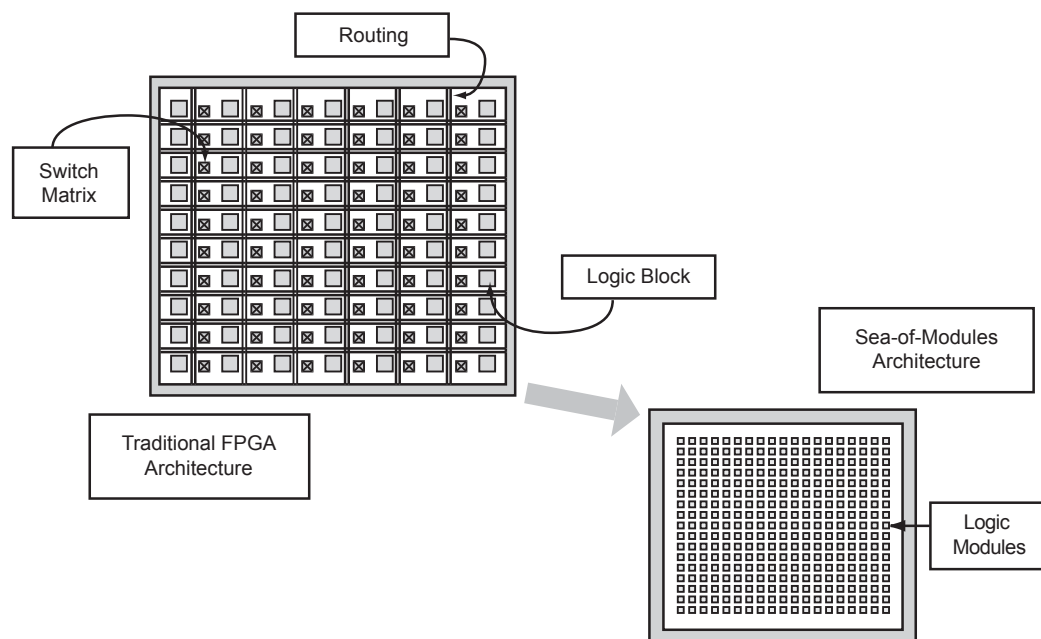 Routing
Switch
Matrix
Logic Block
Sea-of-Modules
Architecture
Traditional FPGA
Architecture
Logic
Modules